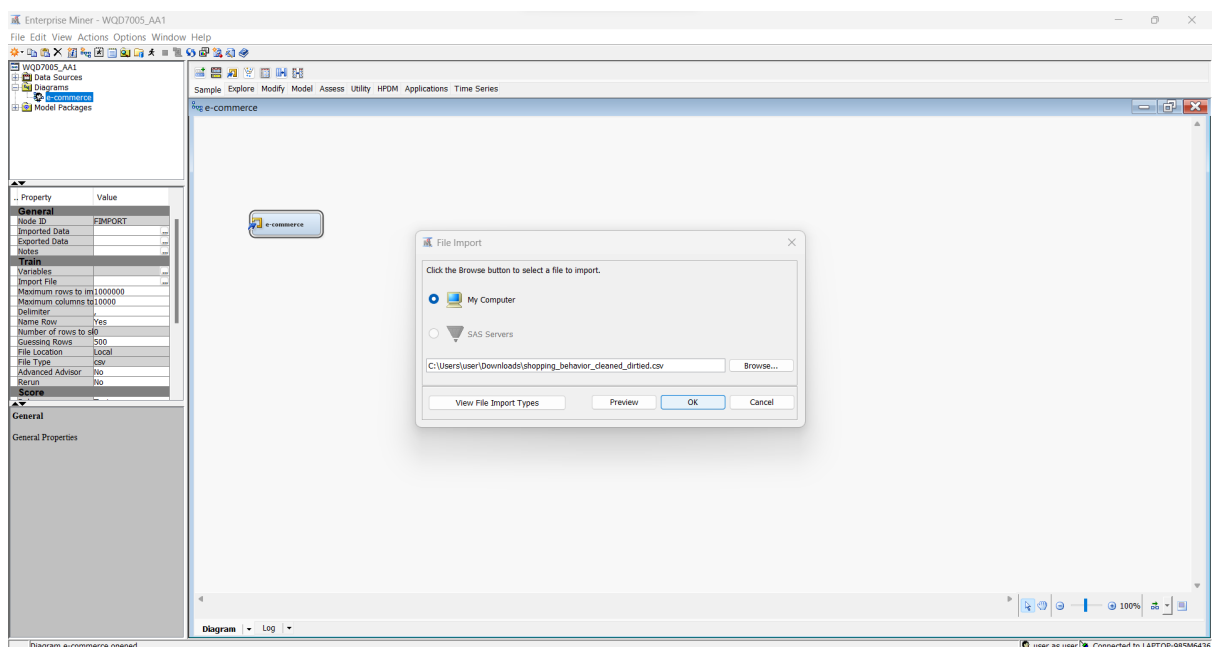 Enterprise Miner - WQD7005_AA1
File Edit View Actions Options Window Help
WQD7005_AA1
Data Sources
Diagrams
e-commerce
Model Packages
Sample Explore Modify Model Assess Utility HPDM Applications Time Series
e-commerce
.. Property Value
General
Node ID FIMPORT
Imported Data ...
Exported Data ...
Notes ...
Train
Variables ...
Import File ...
Maximum rows to im 1000000
Maximum columns to 10000
Delimiter ,
Name Row Yes
Number of rows to sk 0
Guessing Rows 500
File Location Local
File Type csv
Advanced Advisor No
Rerun No
Score
General
General Properties
e-commerce
File Import
Click the Browse button to select a file to import.
My Computer
SAS Servers
C:\Users\user\Downloads\shopping_behavior_cleaned_dirtied.csv Browse...
View File Import Types Preview OK Cancel
100%
Diagram Log
Diagram e-commerce opened
user as user Connected to LAPTOP-985M6436